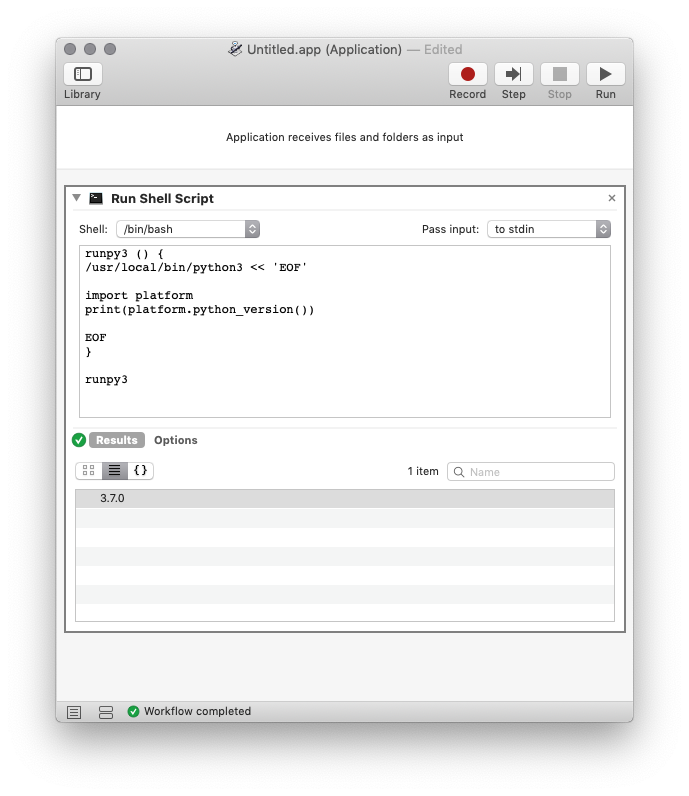 Untitled.app (Application) — Edited
Library
Record Step Stop Run
Application receives files and folders as input
Run Shell Script
Shell: /bin/bash Pass input: to stdin
runpy3 () {
/usr/local/bin/python3 << 'EOF'
import platform
print(platform.python_version())
EOF
}
runpy3
Results Options
{} 1 item Name
3.7.0
Workflow completed